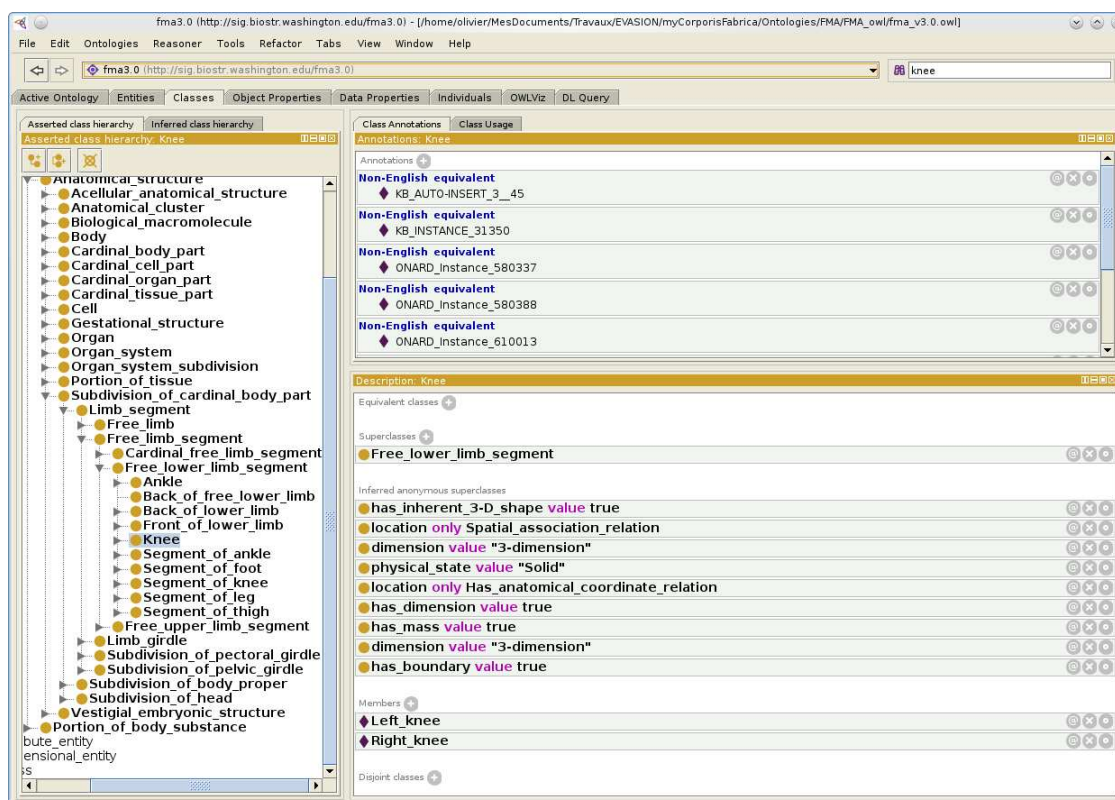 fma3.0 (http://sig.biostr.washington.edu/fma3.0) - [/home/olivier/MesDocuments/Travaux/EVASION/myCorporisFabrica/Ontologies/FMA/FMA_owl/fma_v3.0.owl]
File Edit Ontologies Reasoner Tools Refactor Tabs View Window Help
fma3.0 (http://sig.biostr.washington.edu/fma3.0)
knee
Active Ontology Entities Classes Object Properties Data Properties Individuals OWLViz DL Query
Asserted class hierarchy Inferred class hierarchy
Asserted class hierarchy: Knee
Anatomical_structure
Acellular_anatomical_structure
Anatomical_cluster
Biological_macromolecule
Body
Cardinal_body_part
Cardinal_cell_part
Cardinal_organ_part
Cardinal_tissue_part
Cell
Gestational_structure
Organ
Organ_system
Organ_system_subdivision
Portion_of_tissue
Subdivision_of_cardinal_body_part
Limb_segment
Free_limb
Free_limb_segment
Cardinal_free_limb_segment
Free_lower_limb_segment
Ankle
Back_of_free_lower_limb
Back_of_lower_limb
Front_of_lower_limb
Knee
Segment_of_ankle
Segment_of_foot
Segment_of_knee
Segment_of_leg
Segment_of_thigh
Free_upper_limb_segment
Limb_girdle
Subdivision_of_pectoral_girdle
Subdivision_of_pelvic_girdle
Subdivision_of_body_proper
Subdivision_of_head
Vestigial_embryonic_structure
Portion_of_body_substance
bute_entity
ensional_entity
ss
Class Annotations Class Usage
Annotations: Knee
Annotations
Non-English equivalent
KB_AUTO-INSERT_3__45
Non-English equivalent
KB_INSTANCE_31350
Non-English equivalent
ONARD_Instance_580337
Non-English equivalent
ONARD_Instance_580388
Non-English equivalent
ONARD_Instance_610013
Description: Knee
Equivalent classes
Superclasses
Free_lower_limb_segment
Inferred anonymous superclasses
has_inherent_3-D_shape value true
location only Spatial_association_relation
dimension value "3-dimension"
physical_state value "Solid"
location only Has_anatomical_coordinate_relation
has_dimension value true
has_mass value true
dimension value "3-dimension"
has_boundary value true
Members
Left_knee
Right_knee
Disjoint classes